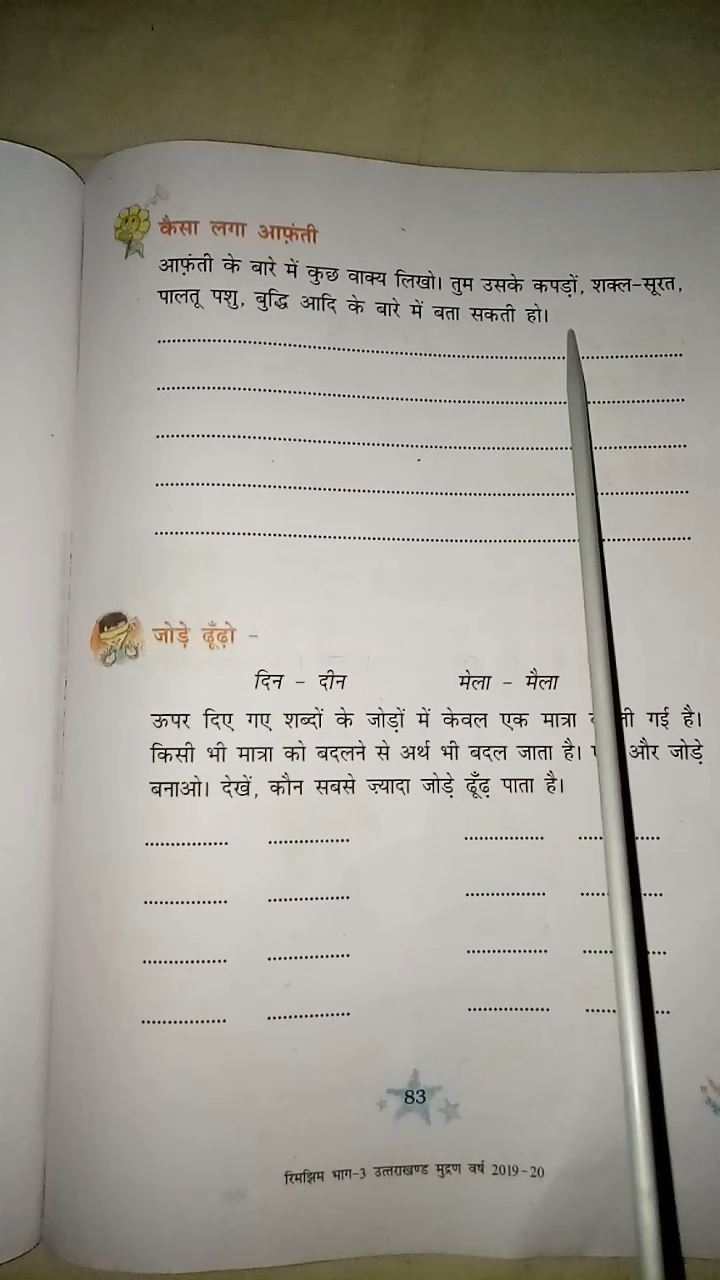 कैसा लगा आफ़ंती
आफ़ंती के बारे में कुछ वाक्य लिखो। तुम उसके कपड़ों, शक्ल-सूरत,
पालतू पशु, बुद्धि आदि के बारे में बता सकती हो।
जोड़े ढूँढ़ो -
दिन - दीन मेला - मैला
ऊपर दिए गए शब्दों के जोड़ों में केवल एक मात्रा गई है।
किसी भी मात्रा को बदलने से अर्थ भी बदल जाता है। और जोड़े
बनाओ। देखें, कौन सबसे ज़्यादा जोड़े ढूँढ़ पाता है।
83
रिमझिम भाग-3 उत्तराखण्ड मुद्रण वर्ष 2019-20